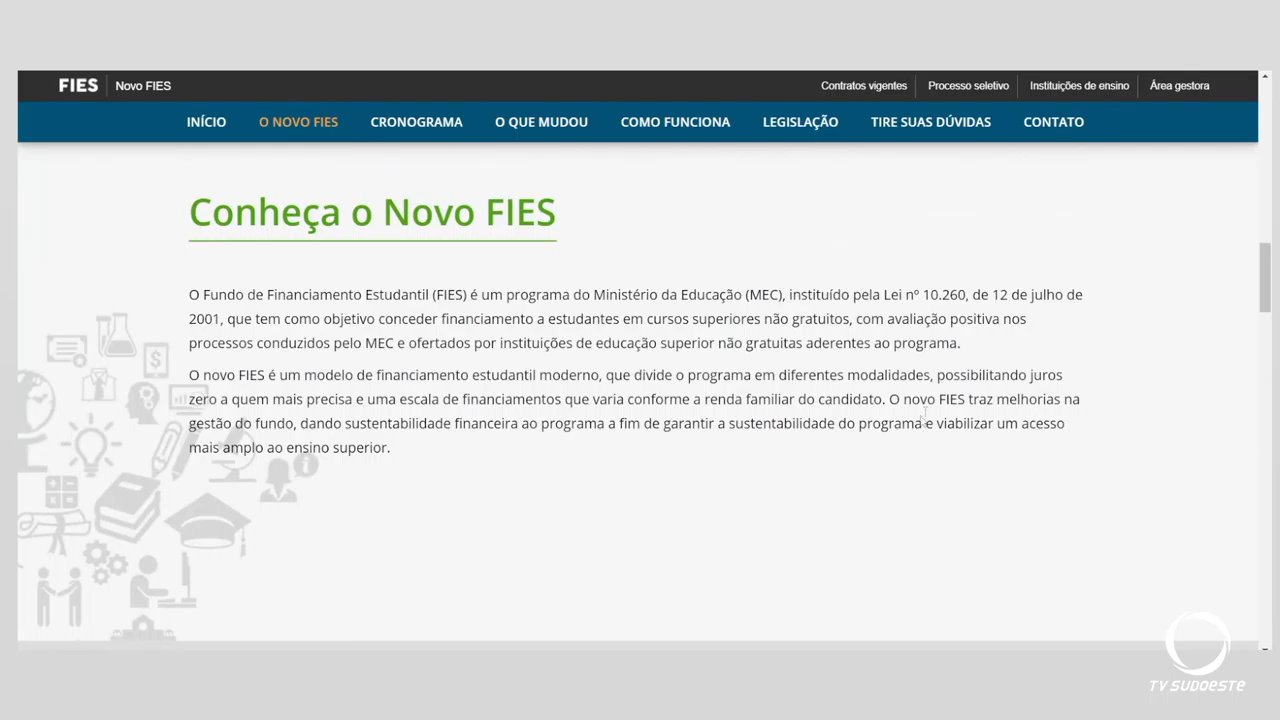 FIES Novo FIES Contratos vigentes Processo seletivo Instituições de ensino Área gestora
INÍCIO O NOVO FIES CRONOGRAMA O QUE MUDOU COMO FUNCIONA LEGISLAÇÃO TIRE SUAS DÚVIDAS CONTATO
Conheça o Novo FIES
O Fundo de Financiamento Estudantil (FIES) é um programa do Ministério da Educação (MEC), instituído pela Lei nº 10.260, de 12 de julho de
2001, que tem como objetivo conceder financiamento a estudantes em cursos superiores não gratuitos, com avaliação positiva nos
processos conduzidos pelo MEC e ofertados por instituições de educação superior não gratuitas aderentes ao programa.
O novo FIES é um modelo de financiamento estudantil moderno, que divide o programa em diferentes modalidades, possibilitando juros
zero a quem mais precisa e uma escala de financiamentos que varia conforme a renda familiar do candidato. O novo FIES traz melhorias na
gestão do fundo, dando sustentabilidade financeira ao programa a fim de garantir a sustentabilidade do programa e viabilizar um acesso
mais amplo ao ensino superior.
TV SUDOESTE